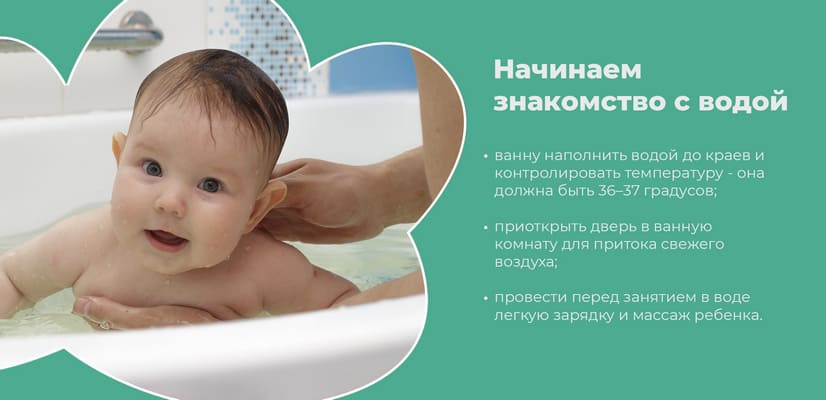 Начинаем
знакомство с водой
• ванну наполнить водой до краев и
контролировать температуру - она
должна быть 36–37 градусов;
• приоткрыть дверь в ванную
комнату для притока свежего
воздуха;
• провести перед занятием в воде
легкую зарядку и массаж ребенка.